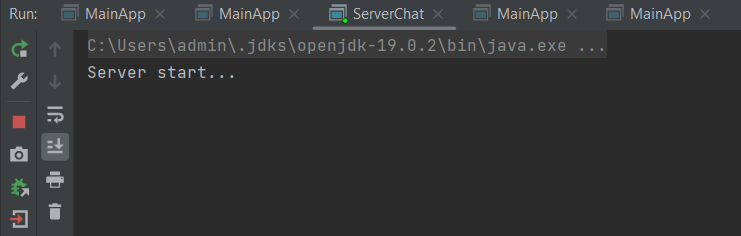 Run: MainApp MainApp ServerChat MainApp MainApp
C:\Users\admin\.jdks\openjdk-19.0.2\bin\java.exe ...
Server start...